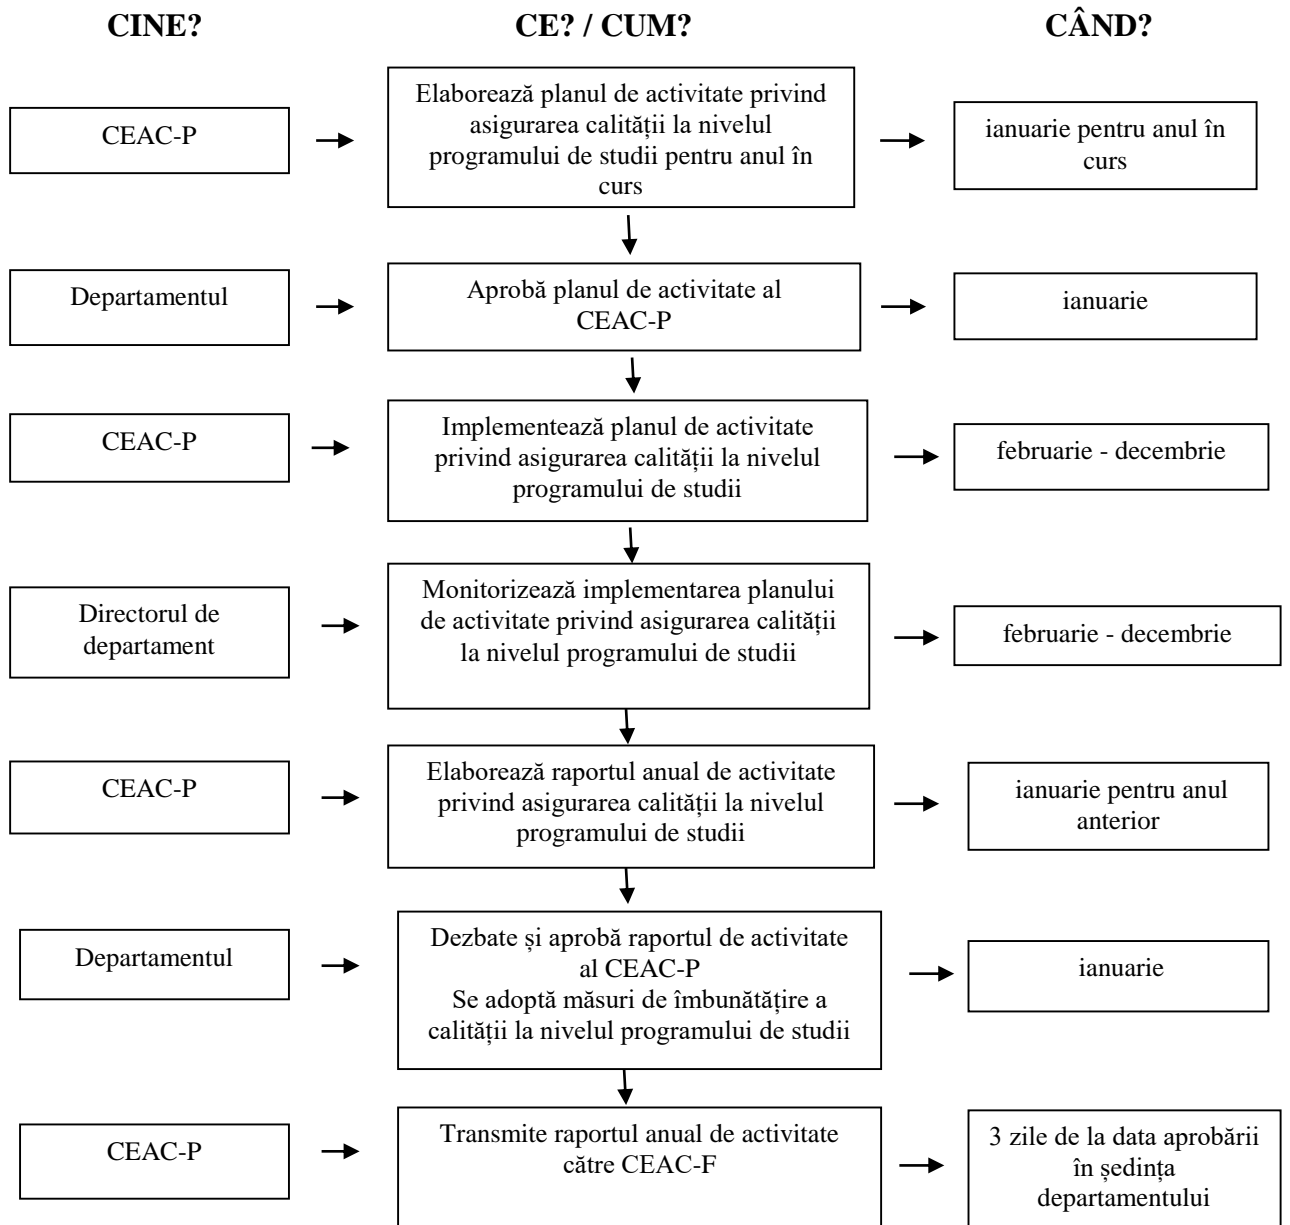 CINE?
CE? / CUM?
CÂND?
CEAC-P
Elaborează planul de activitate privind
asigurarea calității la nivelul
programului de studii pentru anul în
curs
ianuarie pentru anul în
curs
Departamentul
Aprobă planul de activitate al
CEAC-P
ianuarie
CEAC-P
Implementează planul de activitate
privind asigurarea calității la nivelul
programului de studii
februarie - decembrie
Directorul de
departament
Monitorizează implementarea planului
de activitate privind asigurarea calității
la nivelul programului de studii
februarie - decembrie
CEAC-P
Elaborează raportul anual de activitate
privind asigurarea calității la nivelul
programului de studii
ianuarie pentru anul
anterior
Departamentul
Dezbate și aprobă raportul de activitate
al CEAC-P
Se adoptă măsuri de îmbunătățire a
calității la nivelul programului de studii
ianuarie
CEAC-P
Transmite raportul anual de activitate
către CEAC-F
3 zile de la data aprobării
în ședința
departamentului